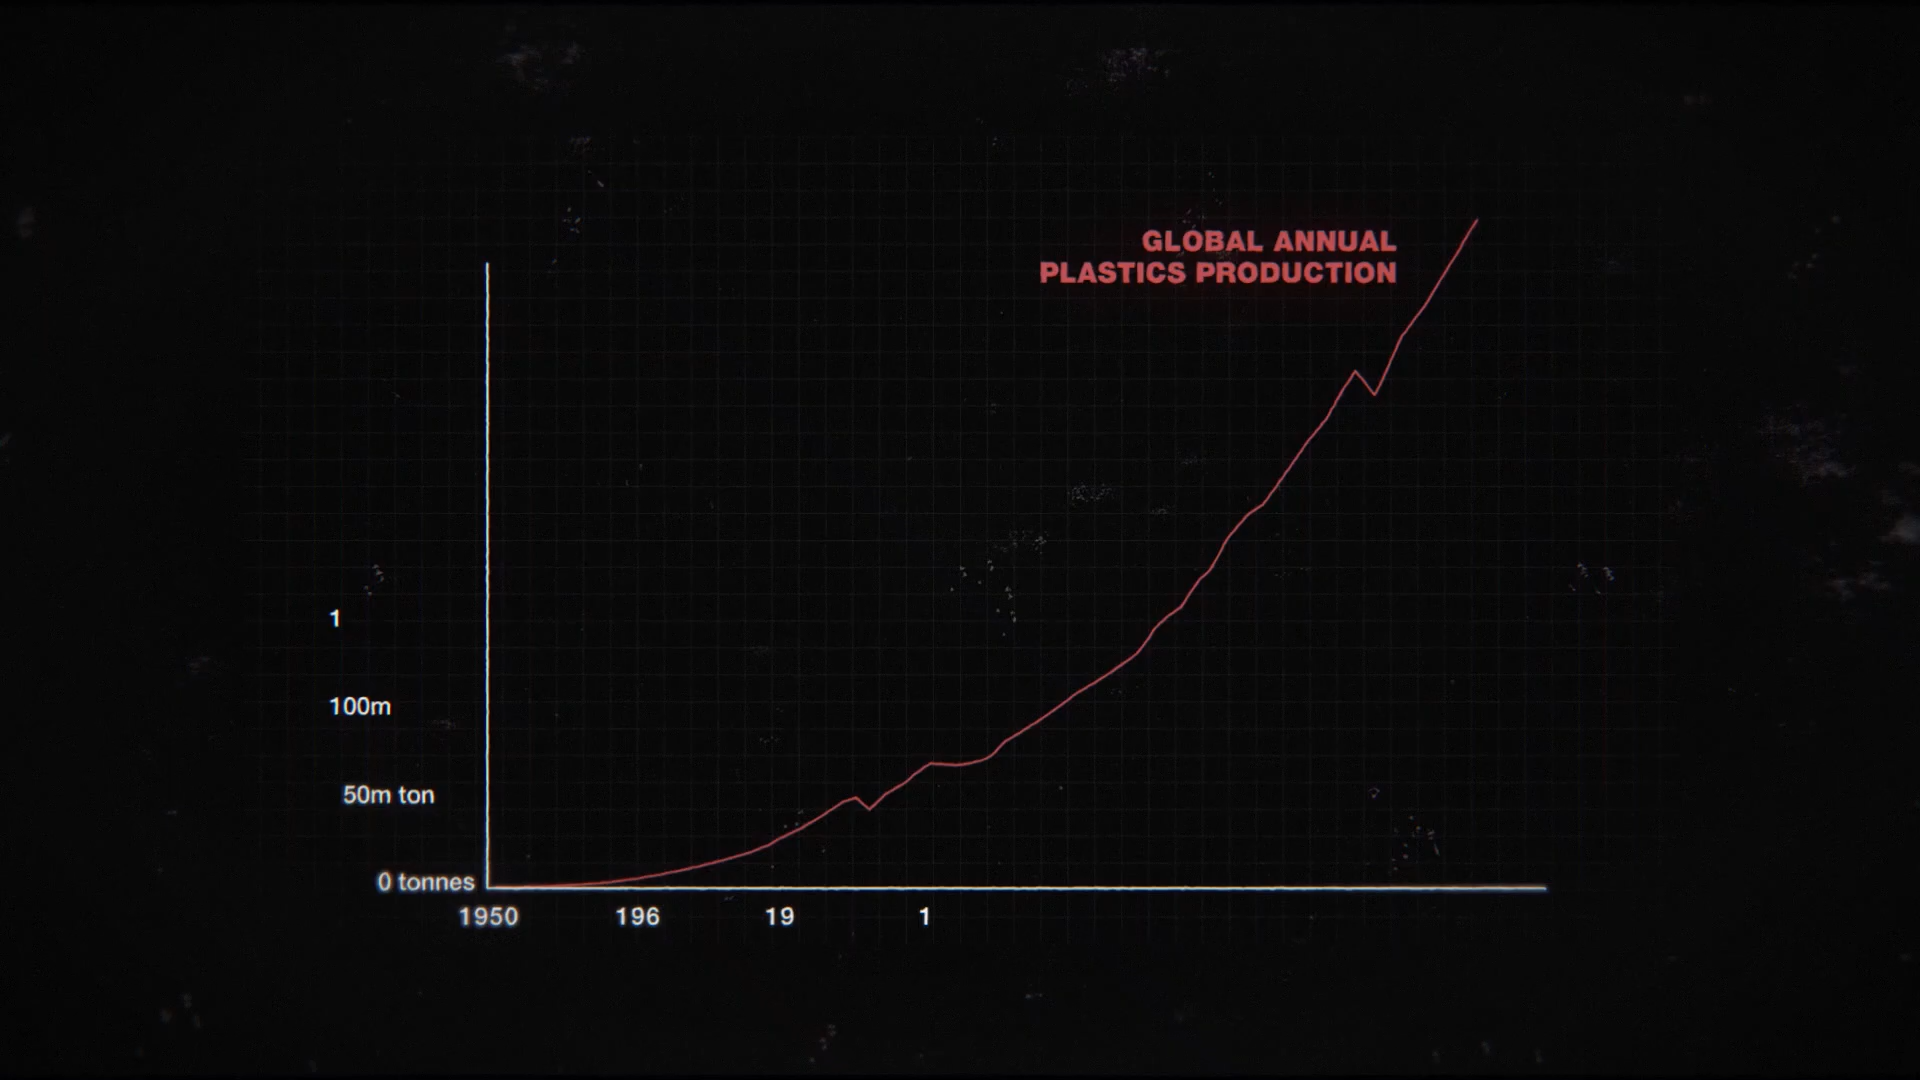 GLOBAL ANNUAL
PLASTICS PRODUCTION
1
100m
50m ton
0 tonnes
1950 196 19 1